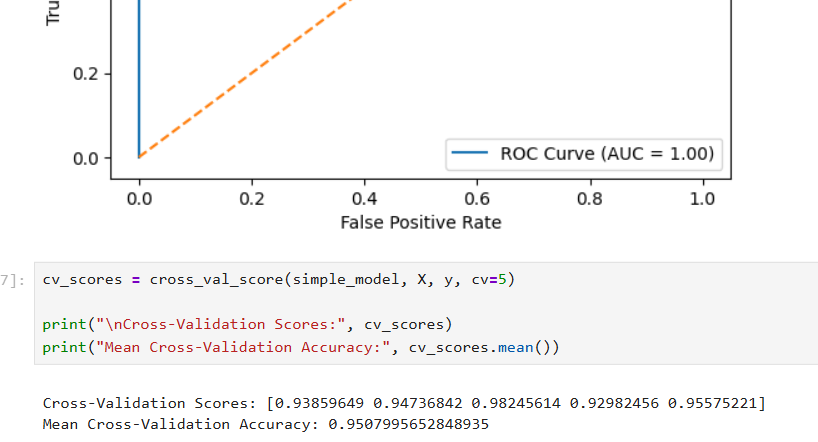 Tru
0.2
0.0
ROC Curve (AUC = 1.00)
0.0 0.2 0.4 0.6 0.8 1.0
False Positive Rate
7]: cv_scores = cross_val_score(simple_model, X, y, cv=5)
print("\nCross-Validation Scores:", cv_scores)
print("Mean Cross-Validation Accuracy:", cv_scores.mean())
Cross-Validation Scores: [0.93859649 0.94736842 0.98245614 0.92982456 0.95575221]
Mean Cross-Validation Accuracy: 0.9507995652848935